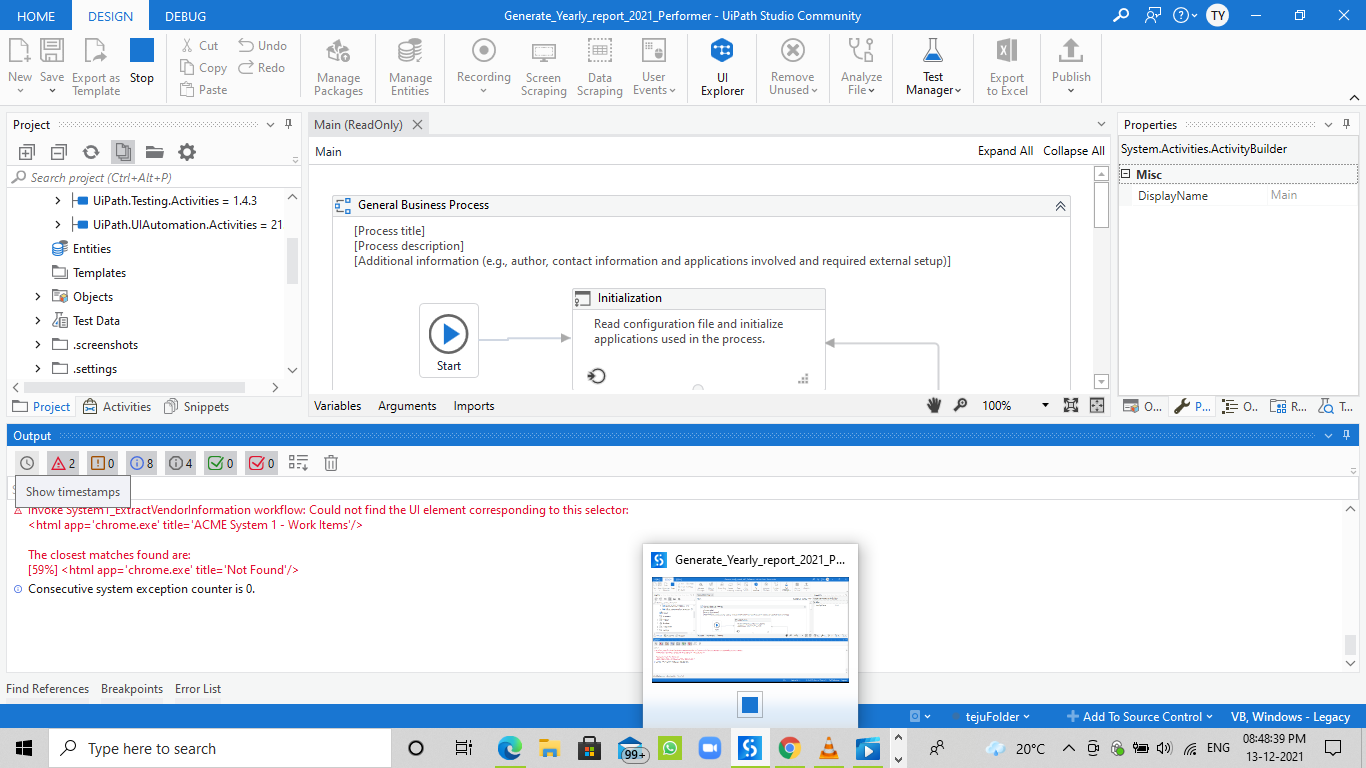 HOME DESIGN DEBUG Generate_Yearly_report_2021_Performer - UiPath Studio Community TY
New Save Export as Template Stop
Cut Undo
Copy Redo
Paste
Manage Packages
Manage Entities
Recording
Screen Scraping
Data Scraping
User Events
UI Explorer
Remove Unused
Analyze File
Test Manager
Export to Excel
Publish
Project
Search project (Ctrl+Alt+P)
UiPath.Testing.Activities = 1.4.3
UiPath.UIAutomation.Activities = 21
Entities
Templates
Objects
Test Data
.screenshots
.settings
Project Activities Snippets
Main (ReadOnly)
Main Expand All Collapse All
General Business Process
[Process title]
[Process description]
[Additional information (e.g., author, contact information and applications involved and required external setup)]
Initialization
Read configuration file and initialize
applications used in the process.
Start
Variables Arguments Imports 100%
Properties
System.Activities.ActivityBuilder
Misc
DisplayName Main
O... P... O.. R... T...
Output
2 0 8 4 0 0
Show timestamps
Invoke System1_ExtractVendorInformation workflow: Could not find the UI element corresponding to this selector:
<html app='chrome.exe' title='ACME System 1 - Work Items'/>
The closest matches found are:
[59%] <html app='chrome.exe' title='Not Found'/>
Consecutive system exception counter is 0.
Generate_Yearly_report_2021_P...
Find References Breakpoints Error List
tejuFolder Add To Source Control VB, Windows - Legacy
Type here to search
99+
20°C
ENG
08:48:39 PM
13-12-2021